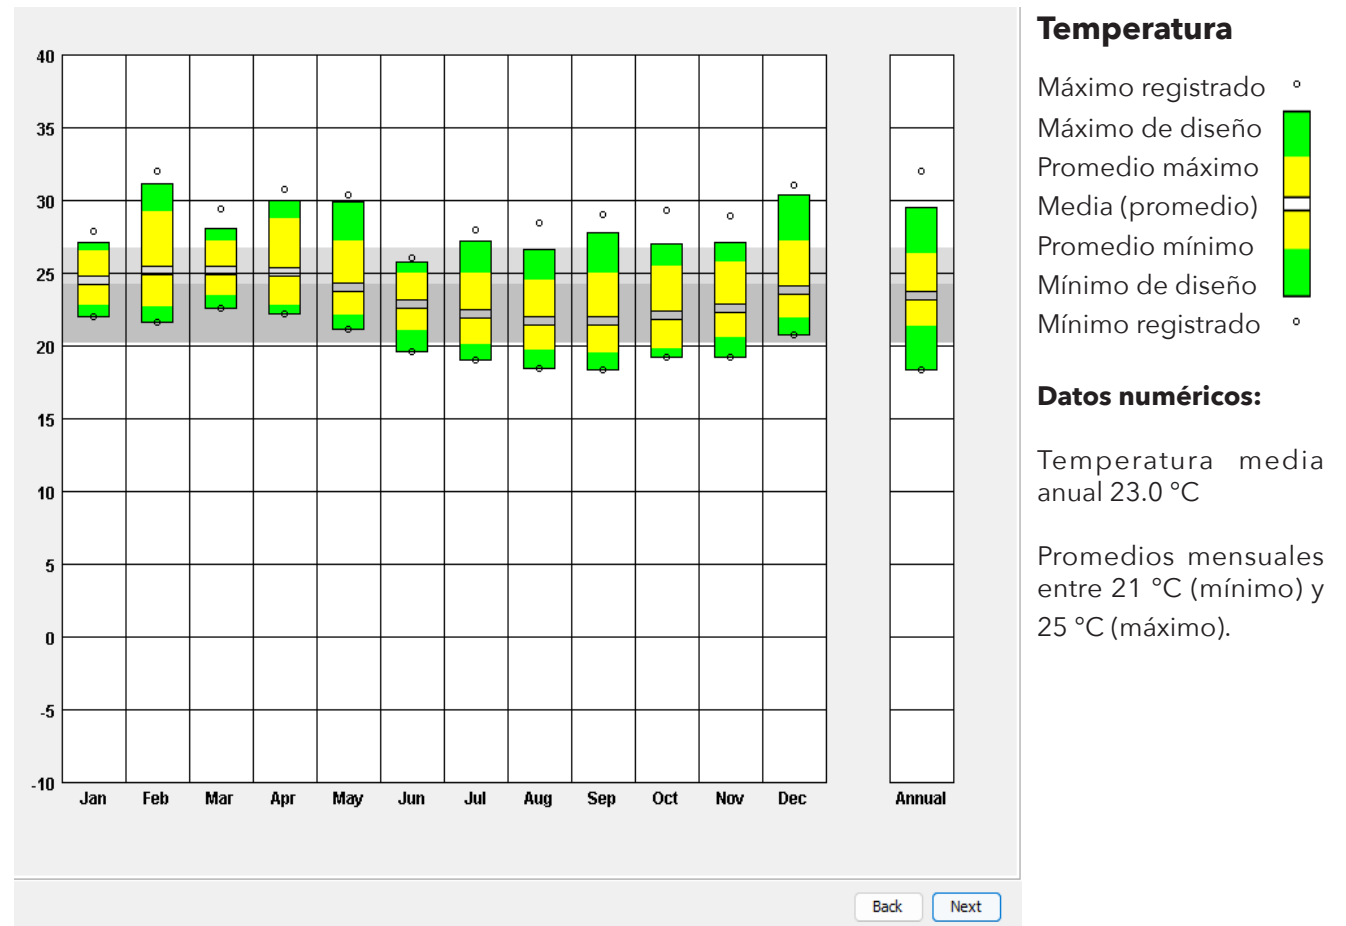 40
35
30
25
20
15
10
5
0
-5
-10
Jan Feb Mar Apr May Jun Jul Aug Sep Oct Nov Dec Annual
Back Next
Temperatura
Máximo registrado
Máximo de diseño
Promedio máximo
Media (promedio)
Promedio mínimo
Mínimo de diseño
Mínimo registrado
Datos numéricos:
Temperatura media
anual 23.0 °C
Promedios mensuales
entre 21 °C (mínimo) y
25 °C (máximo).